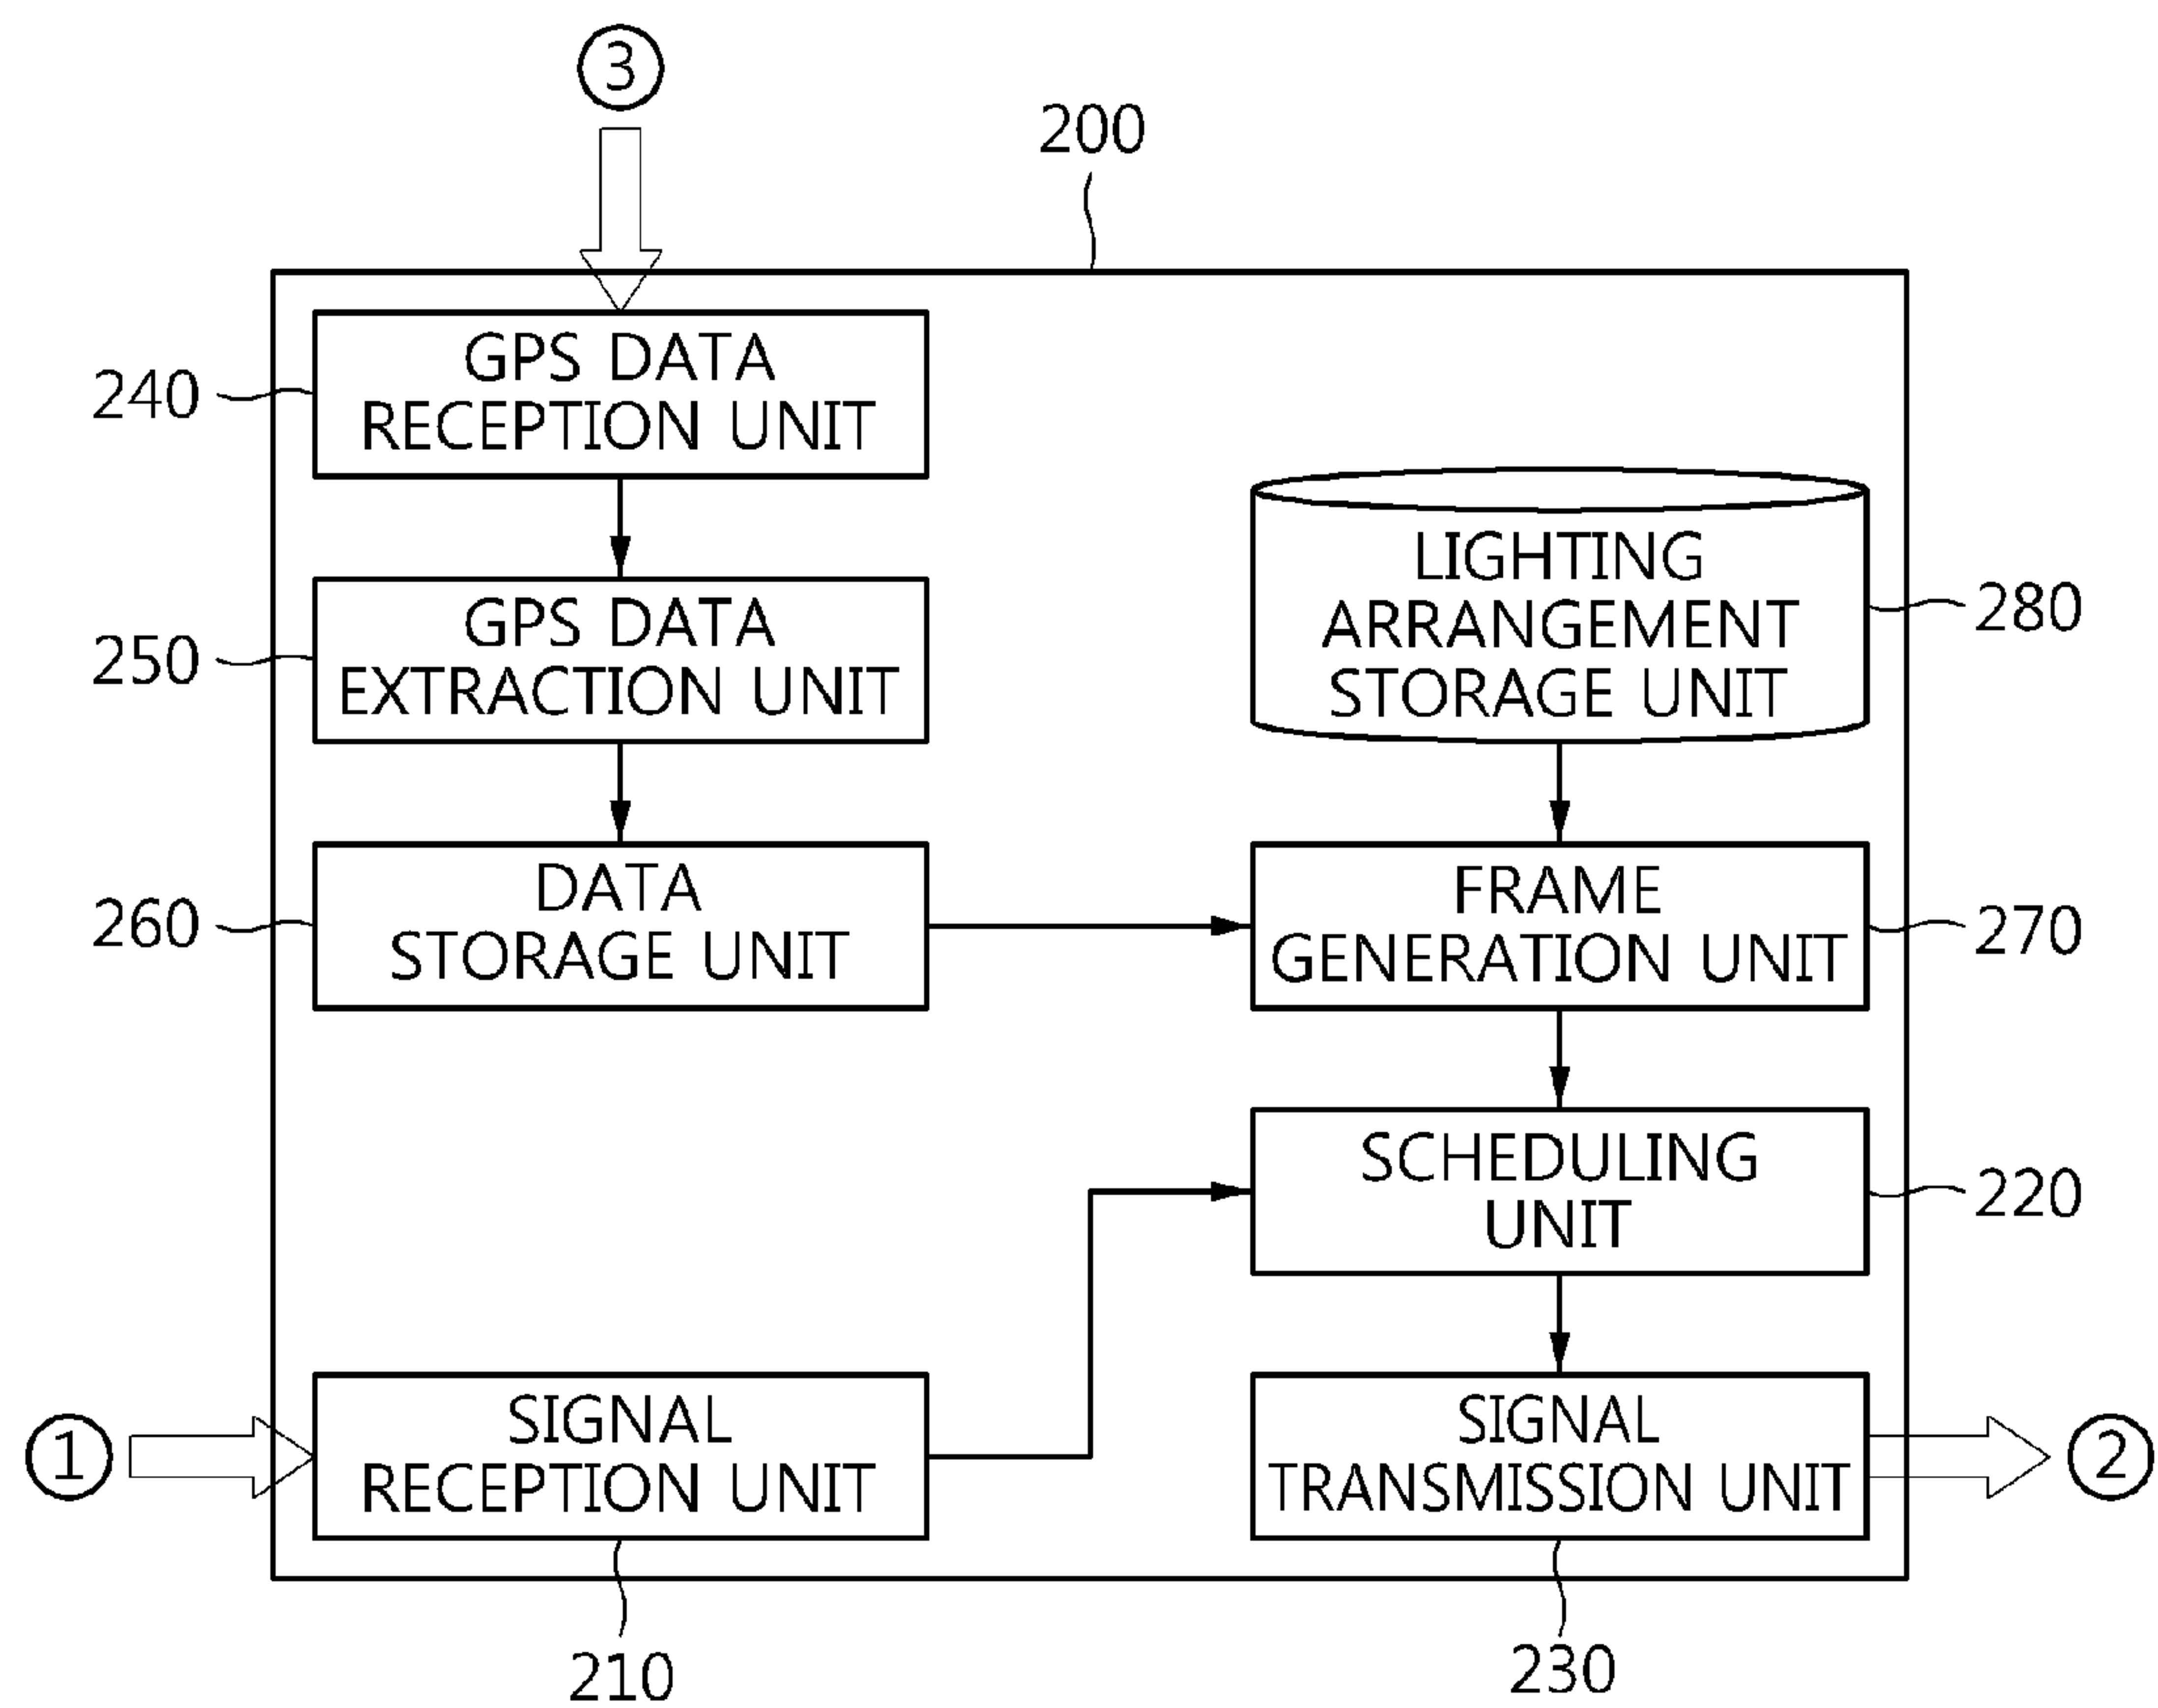 3
200
240
GPS DATA
RECEPTION UNIT
250
GPS DATA
EXTRACTION UNIT
LIGHTING
ARRANGEMENT
STORAGE UNIT
280
260
DATA
STORAGE UNIT
FRAME
GENERATION UNIT
270
SCHEDULING
UNIT
220
1
SIGNAL
RECEPTION UNIT
SIGNAL
TRANSMISSION UNIT
2
210
230